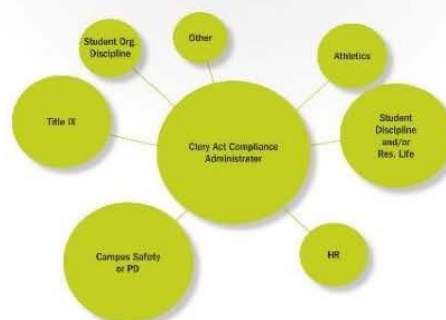 Student Org.
Discipline
Other
Athletics
Title IX
Clery Act Compliance
Administrator
Student
Discipline
and/or
Res. Life
Campus Safety
or PD
HR